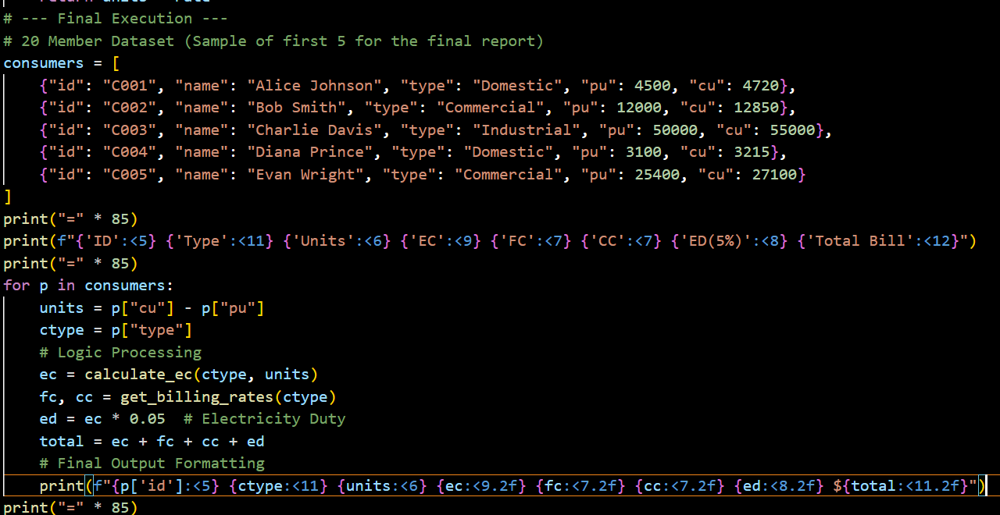 return units * rate
# --- Final Execution ---
# 20 Member Dataset (Sample of first 5 for the final report)
consumers = [
    {"id": "C001", "name": "Alice Johnson", "type": "Domestic", "pu": 4500, "cu": 4720},
    {"id": "C002", "name": "Bob Smith", "type": "Commercial", "pu": 12000, "cu": 12850},
    {"id": "C003", "name": "Charlie Davis", "type": "Industrial", "pu": 50000, "cu": 55000},
    {"id": "C004", "name": "Diana Prince", "type": "Domestic", "pu": 3100, "cu": 3215},
    {"id": "C005", "name": "Evan Wright", "type": "Commercial", "pu": 25400, "cu": 27100}
]
print("=" * 85)
print(f"{'ID':<5} {'Type':<11} {'Units':<6} {'EC':<9} {'FC':<7} {'CC':<7} {'ED(5%)':<8} {'Total Bill':<12}")
print("=" * 85)
for p in consumers:
    units = p["cu"] - p["pu"]
    ctype = p["type"]
    # Logic Processing
    ec = calculate_ec(ctype, units)
    fc, cc = get_billing_rates(ctype)
    ed = ec * 0.05  # Electricity Duty
    total = ec + fc + cc + ed
    # Final Output Formatting
    print(f"{p['id']:<5} {ctype:<11} {units:<6} {ec:<9.2f} {fc:<7.2f} {cc:<7.2f} {ed:<8.2f} ${total:<11.2f}")
print("=" * 85)